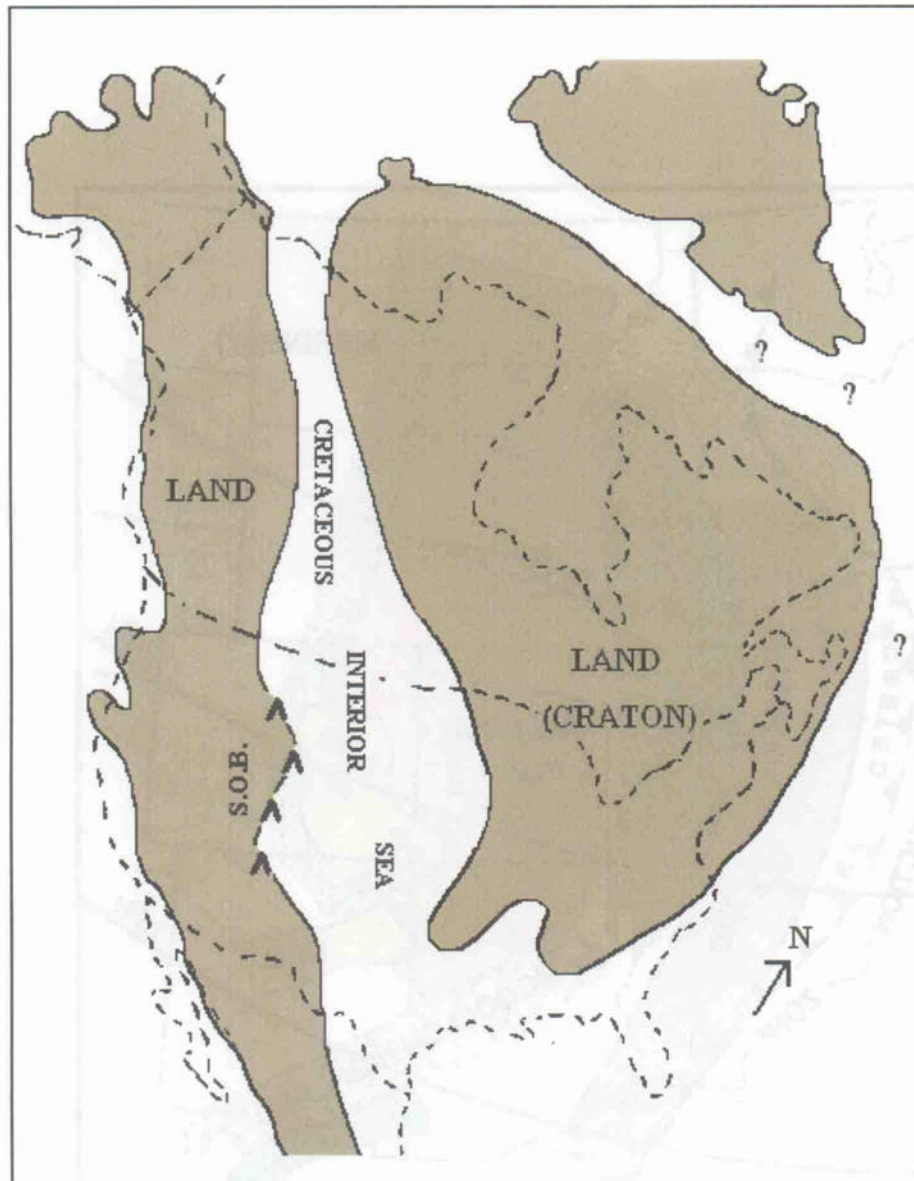 ?
?
CRETACEOUS
LAND
?
LAND
(CRATON)
INTERIOR
S.O.B.
SEA
N